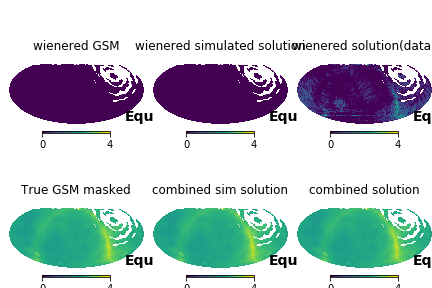 wienered GSM
wienered simulated solution
wienered solution(data
Equ
Equ
Eq
0 4
0 4
0 4
True GSM masked
combined sim solution
combined solution
Equ
Equ
Eq
0 4
0 4
0 4